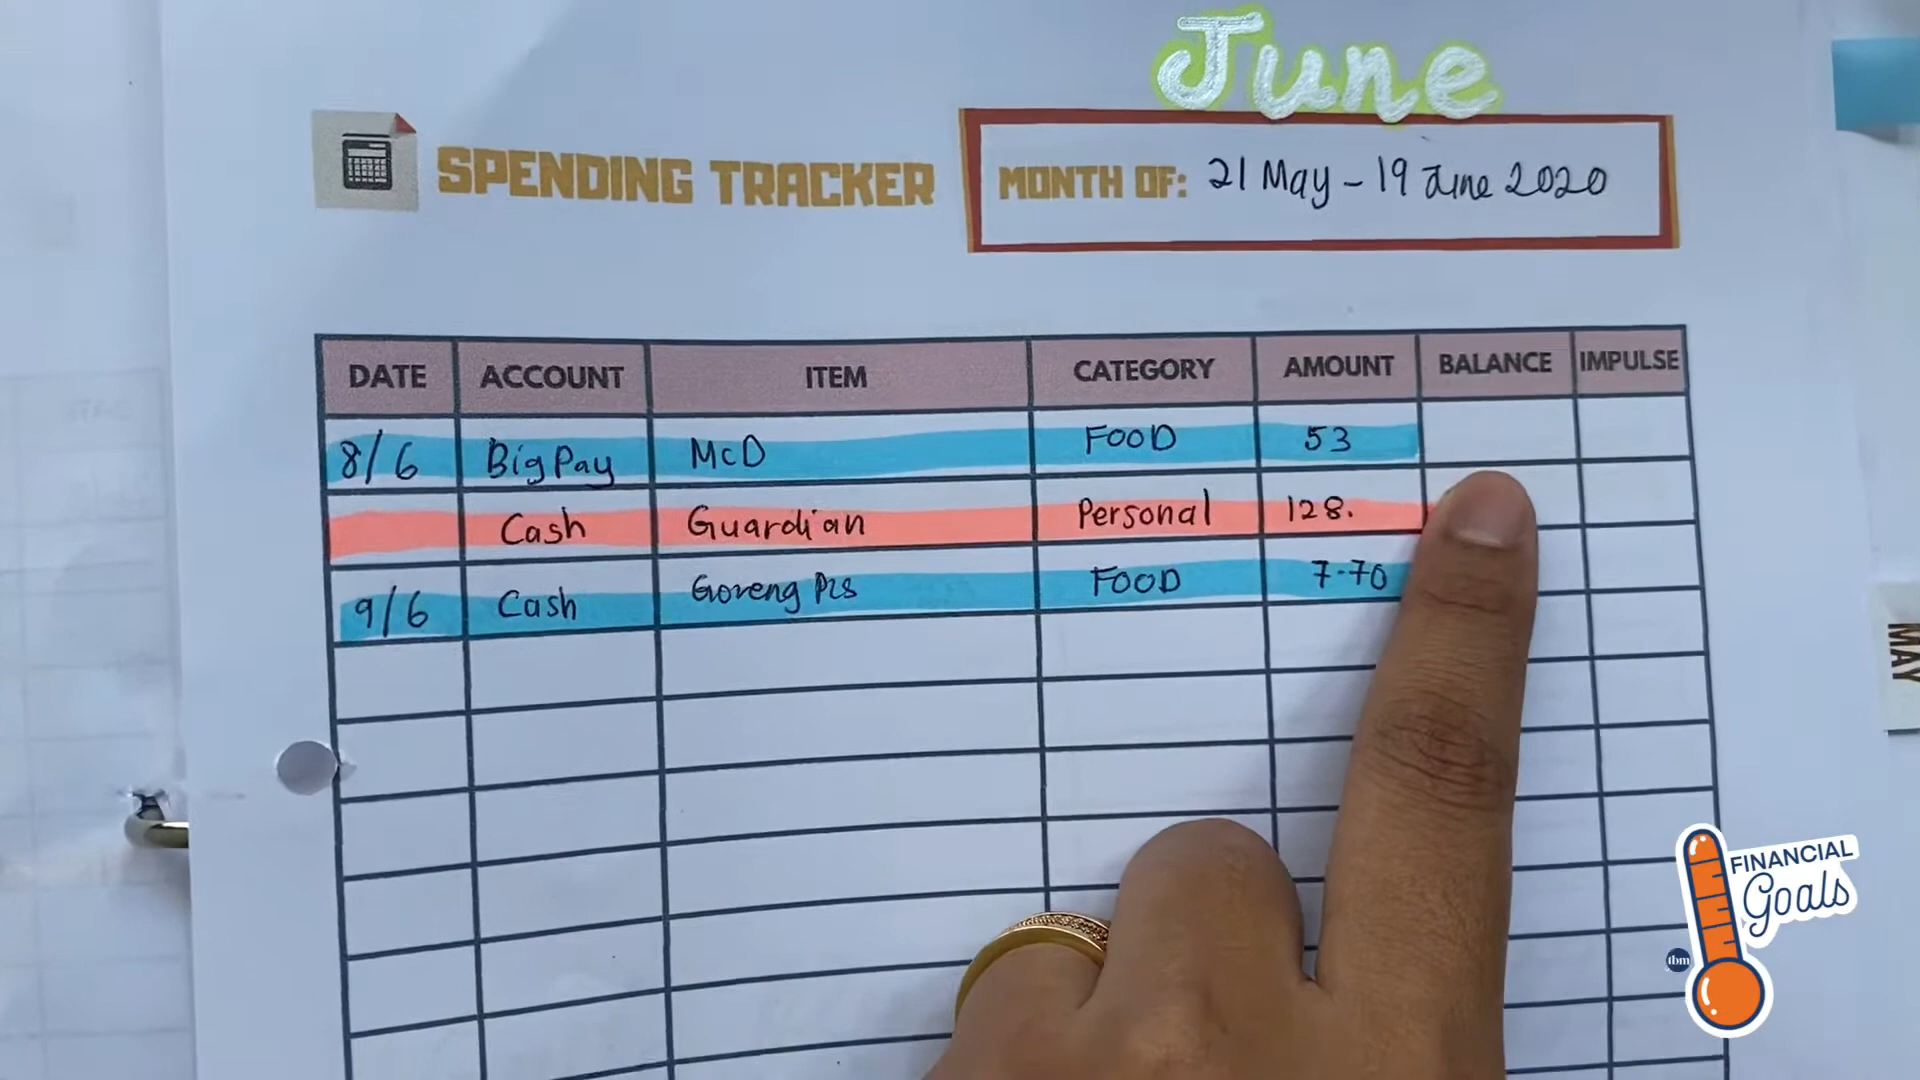 June
SPENDING TRACKER
MONTH OF: 21 May - 19 June 2020
DATE ACCOUNT ITEM CATEGORY AMOUNT BALANCE IMPULSE
8/6 BigPay McD FOOD 53
Cash Guardian Personal 128.
9/6 Cash Goreng Pis FOOD 7.70
MAY
FINANCIAL
Goals
tbm